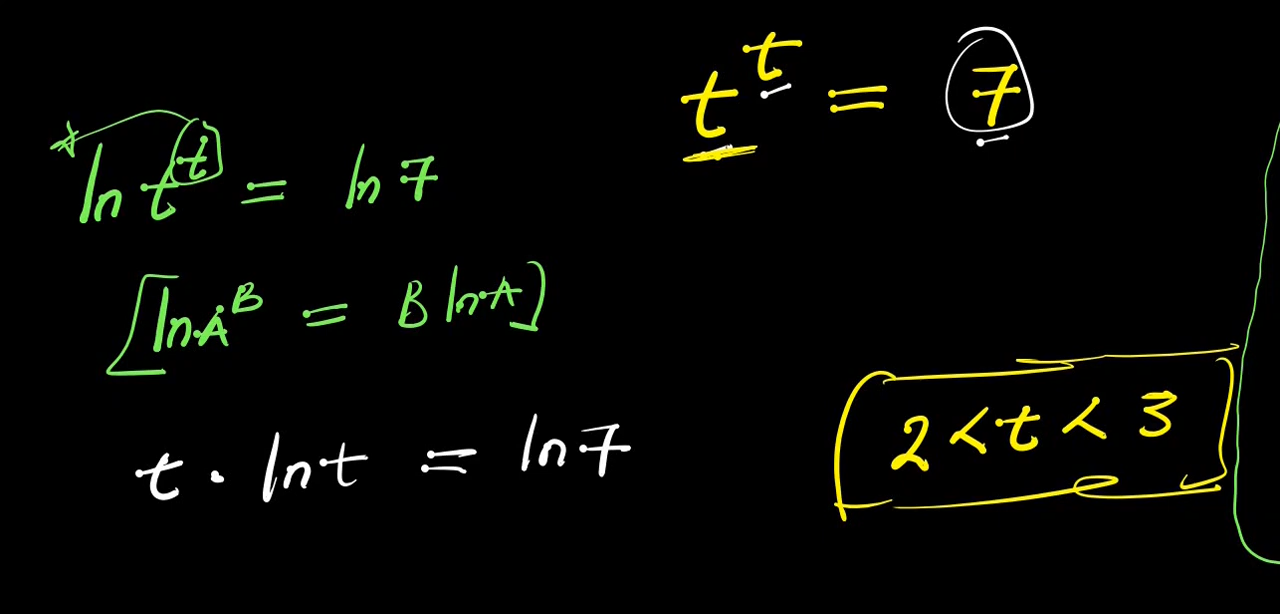 t^t = 7
ln t^t = ln 7
[ln A^B = B ln A]
t · ln t = ln 7
2 < t < 3